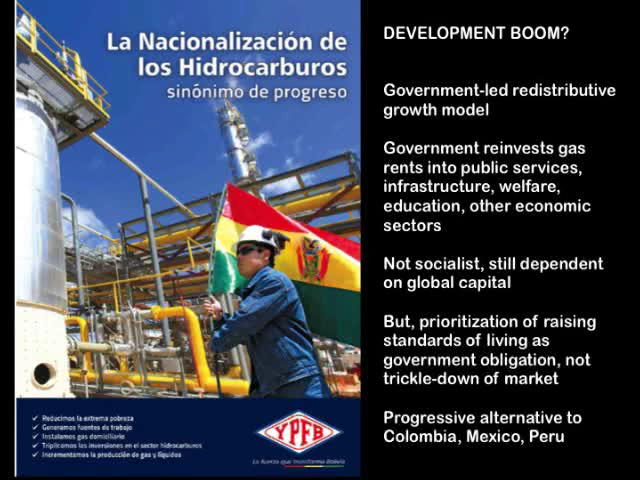 La Nacionalización de
los Hidrocarburos
sinónimo de progreso
✓ Reducimos la extrema pobreza
✓ Generamos fuentes de trabajo
✓ Instalamos gas domiciliario
✓ Triplicamos las inversiones en el sector hidrocarburos
✓ Incrementamos la producción de gas y líquidos
YPFB
La fuerza que transforma Bolivia
DEVELOPMENT BOOM?
Government-led redistributive
growth model
Government reinvests gas
rents into public services,
infrastructure, welfare,
education, other economic
sectors
Not socialist, still dependent
on global capital
But, prioritization of raising
standards of living as
government obligation, not
trickle-down of market
Progressive alternative to
Colombia, Mexico, Peru